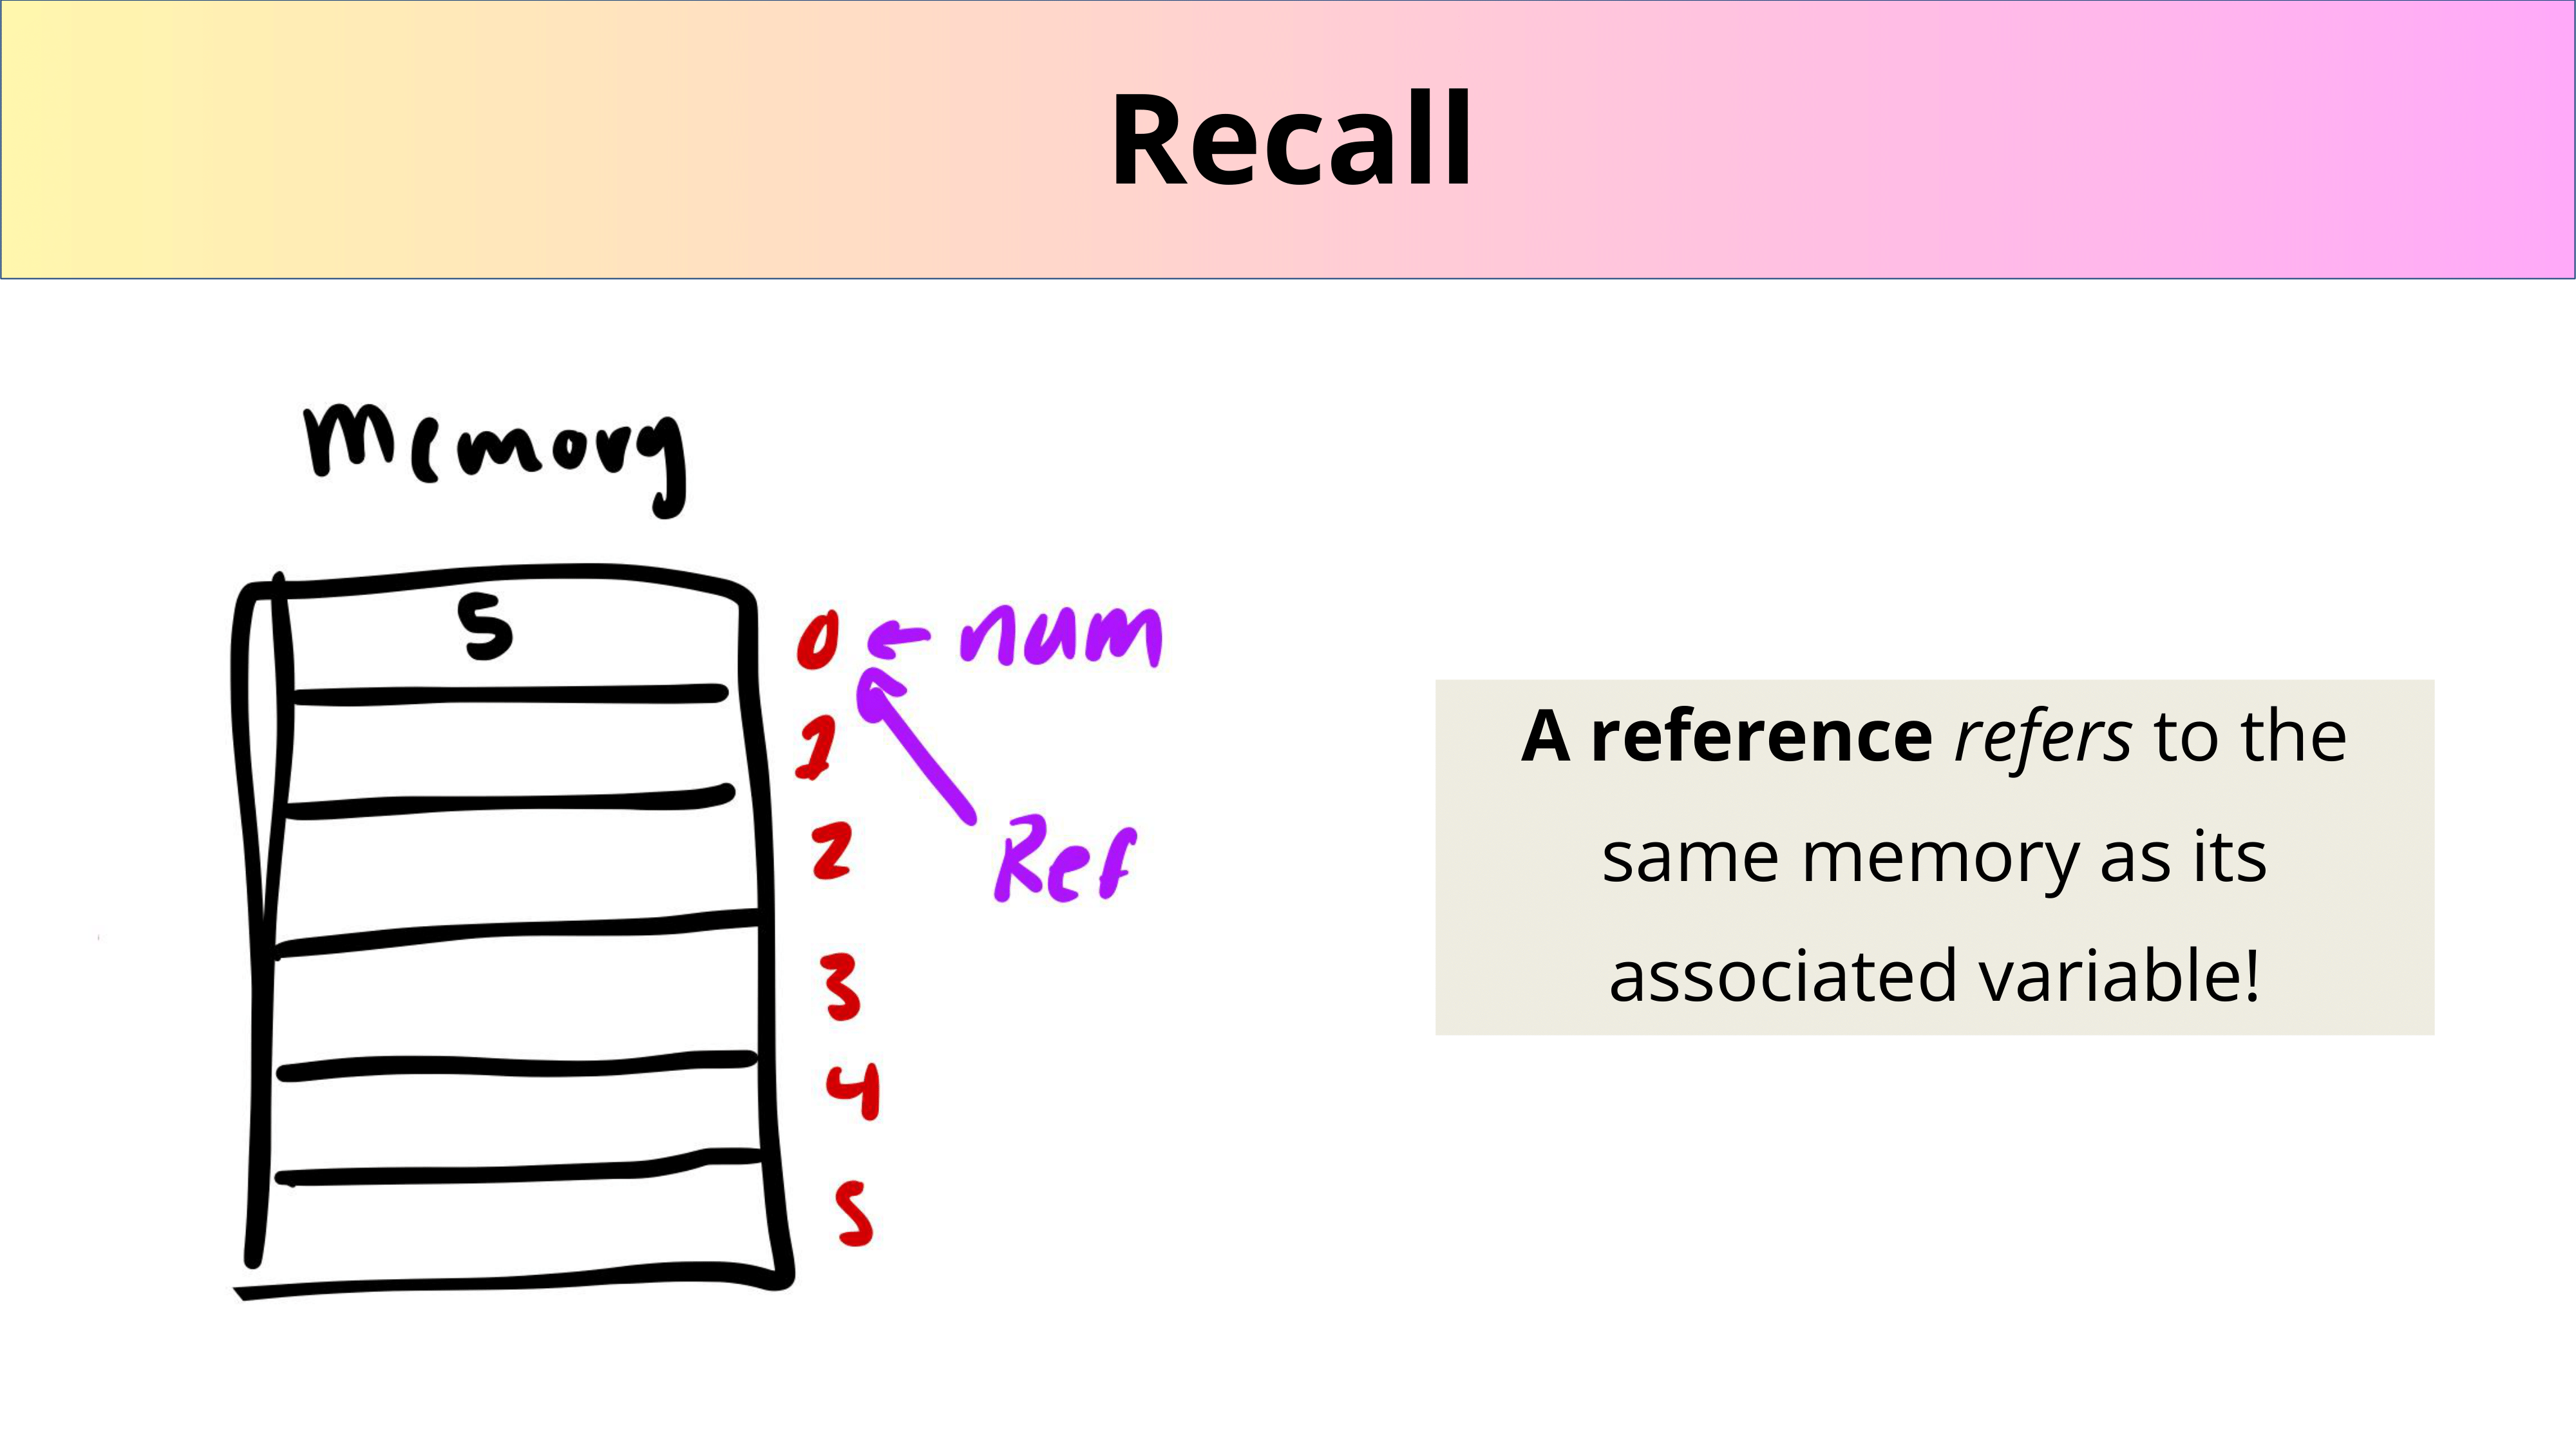 Recall
Memory
5
0 ← num
1
2
Ref
3
4
5
A reference refers to the
same memory as its
associated variable!